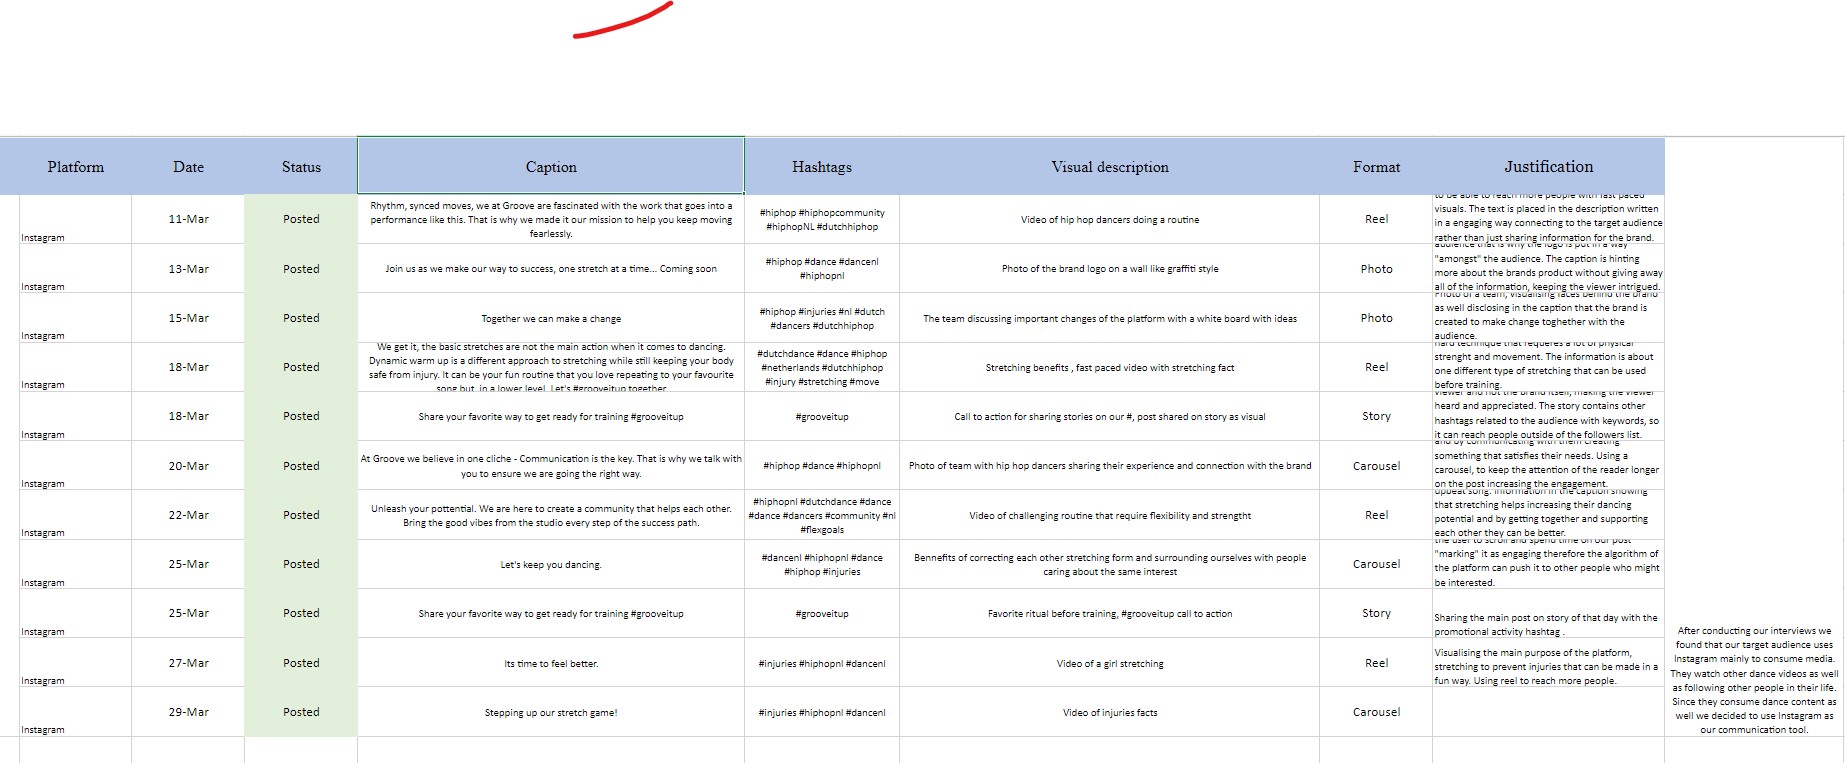 Platform Date Status Caption Hashtags Visual description Format Justification
Instagram
11-Mar
Posted
Rhythm, synced moves, we at Groove are fascinated with the work that goes into a
performance like this. That is why we made it our mission to help you keep moving
fearlessly.
#hiphop #hiphopcommunity
#hiphopNL #dutchhiphop
Video of hip hop dancers doing a routine
Reel
to be able to reach more people with fast paced
visuals. The text is placed in the description written
in a engaging way connecting to the target audience
rather than just sharing information for the brand.
Instagram
13-Mar
Posted
Join us as we make our way to success, one stretch at a time... Coming soon
#hiphop #dance #dancenl
#hiphopnl
Photo of the brand logo on a wall like graffiti style
Photo
audience that is why the logo is put in a way
"amongst" the audience. The caption is hinting
more about the brands product without giving away
all of the information, keeping the viewer intrigued.
Instagram
15-Mar
Posted
Together we can make a change
#hiphop #injuries #nl #dutch
#dancers #dutchhiphop
The team discussing important changes of the platform with a white board with ideas
Photo
Photo of a team, visualising faces behind the brand
as well disclosing in the caption that the brand is
created to make change toghether with the
audience.
Instagram
18-Mar
Posted
We get it, the basic stretches are not the main action when it comes to dancing.
Dynamic warm up is a different approach to stretching while still keeping your body
safe from injury. It can be your fun routine that you love repeating to your favourite
song but, in a lower level. Let's #grooveitup together
#dutchdance #dance #hiphop
#netherlands #dutchhiphop
#injury #stretching #move
Stretching benefits , fast paced video with stretching fact
Reel
hard technique that requeres a lot of physical
strenght and movement. The information is about
one different type of stretching that can be used
before training.
Instagram
18-Mar
Posted
Share your favorite way to get ready for training #grooveitup
#grooveitup
Call to action for sharing stories on our #, post shared on story as visual
Story
viewer and not the brand itself, making the viewer
heard and appreciated. The story contains other
hashtags related to the audience with keywords, so
it can reach people outside of the followers list.
Instagram
20-Mar
Posted
At Groove we believe in one cliche - Communication is the key. That is why we talk with
you to ensure we are going the right way.
#hiphop #dance #hiphopnl
Photo of team with hip hop dancers sharing their experience and connection with the brand
Carousel
and by communicating with them creating
something that satisfies their needs. Using a
carousel, to keep the attention of the reader longer
on the post increasing the engagement.
Instagram
22-Mar
Posted
Unleash your pottential. We are here to create a community that helps each other.
Bring the good vibes from the studio every step of the success path.
#hiphopnl #dutchdance #dance
#dance #dancers #community #nl
#flexgoals
Video of challenging routine that require flexibility and strenght
Reel
upbeat song. Information in the caption showing
that stretching helps increasing their dancing
potential and by getting together and supporting
each other they can be better.
Instagram
25-Mar
Posted
Let's keep you dancing.
#dancenl #hiphopnl #dance
#hiphop #injuries
Bennefits of correcting each other stretching form and surrounding ourselves with people
caring about the same interest
Carousel
the user to scroll and spend time on our post
"marking" it as engaging therefore the algorithm of
the platform can push it to other people who might
be interested.
Instagram
25-Mar
Posted
Share your favorite way to get ready for training #grooveitup
#grooveitup
Favorite ritual before training, #grooveitup call to action
Story
Sharing the main post on story of that day with the
promotional activity hashtag .
Instagram
27-Mar
Posted
Its time to feel better.
#injuries #hiphopnl #dancenl
Video of a girl stretching
Reel
Visualising the main purpose of the platform,
stretching to prevent injuries that can be made in a
fun way. Using reel to reach more people.
Instagram
29-Mar
Posted
Stepping up our stretch game!
#injuries #hiphopnl #dancenl
Video of injuries facts
Carousel
After conducting our interviews we
found that our target audience uses
Instagram mainly to consume media.
They watch other dance videos as well
as following other people in their life.
Since they consume dance content as
well we decided to use Instagram as
our communication tool.